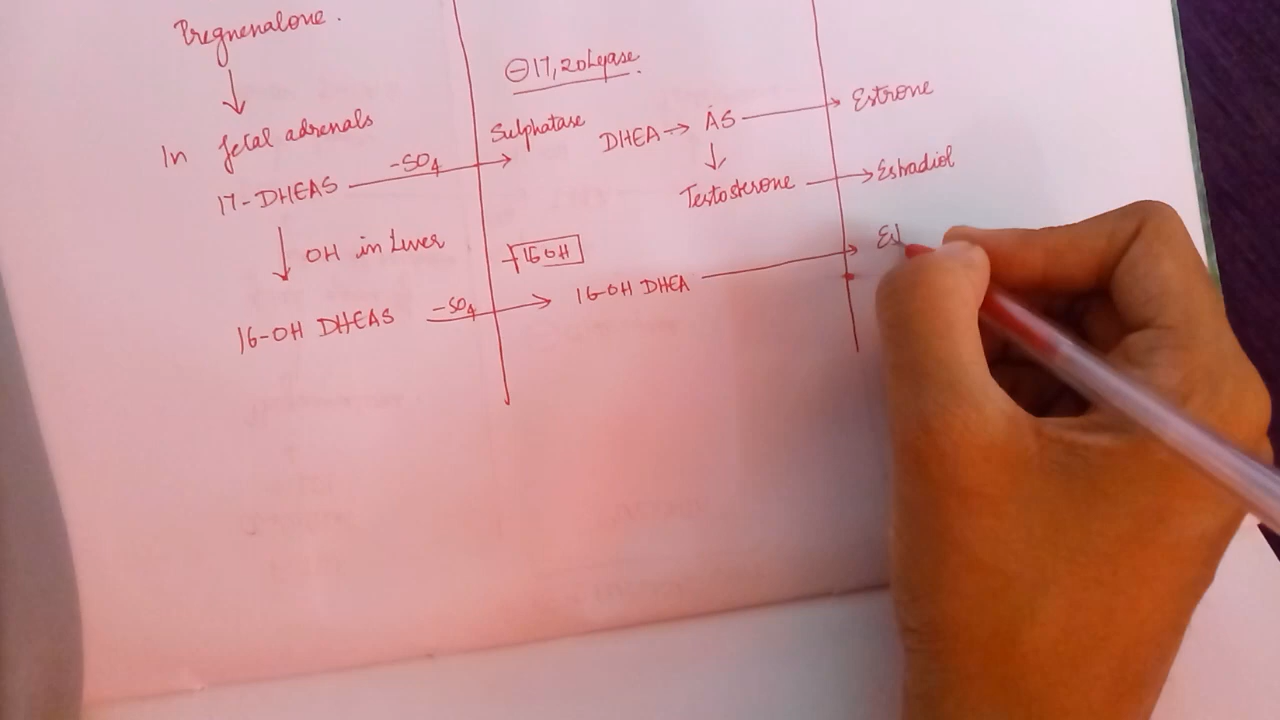 Pregnenalone.
⊖17,20 Lyase.
In fetal adrenals
Sulphatase
DHEA → AS → Estrone
17-DHEAS -SO4 →
↓
Testosterone → Estradiol
↓ OH in Liver
16 OH
16-OH DHEAS -SO4 → 16-OH DHEA →